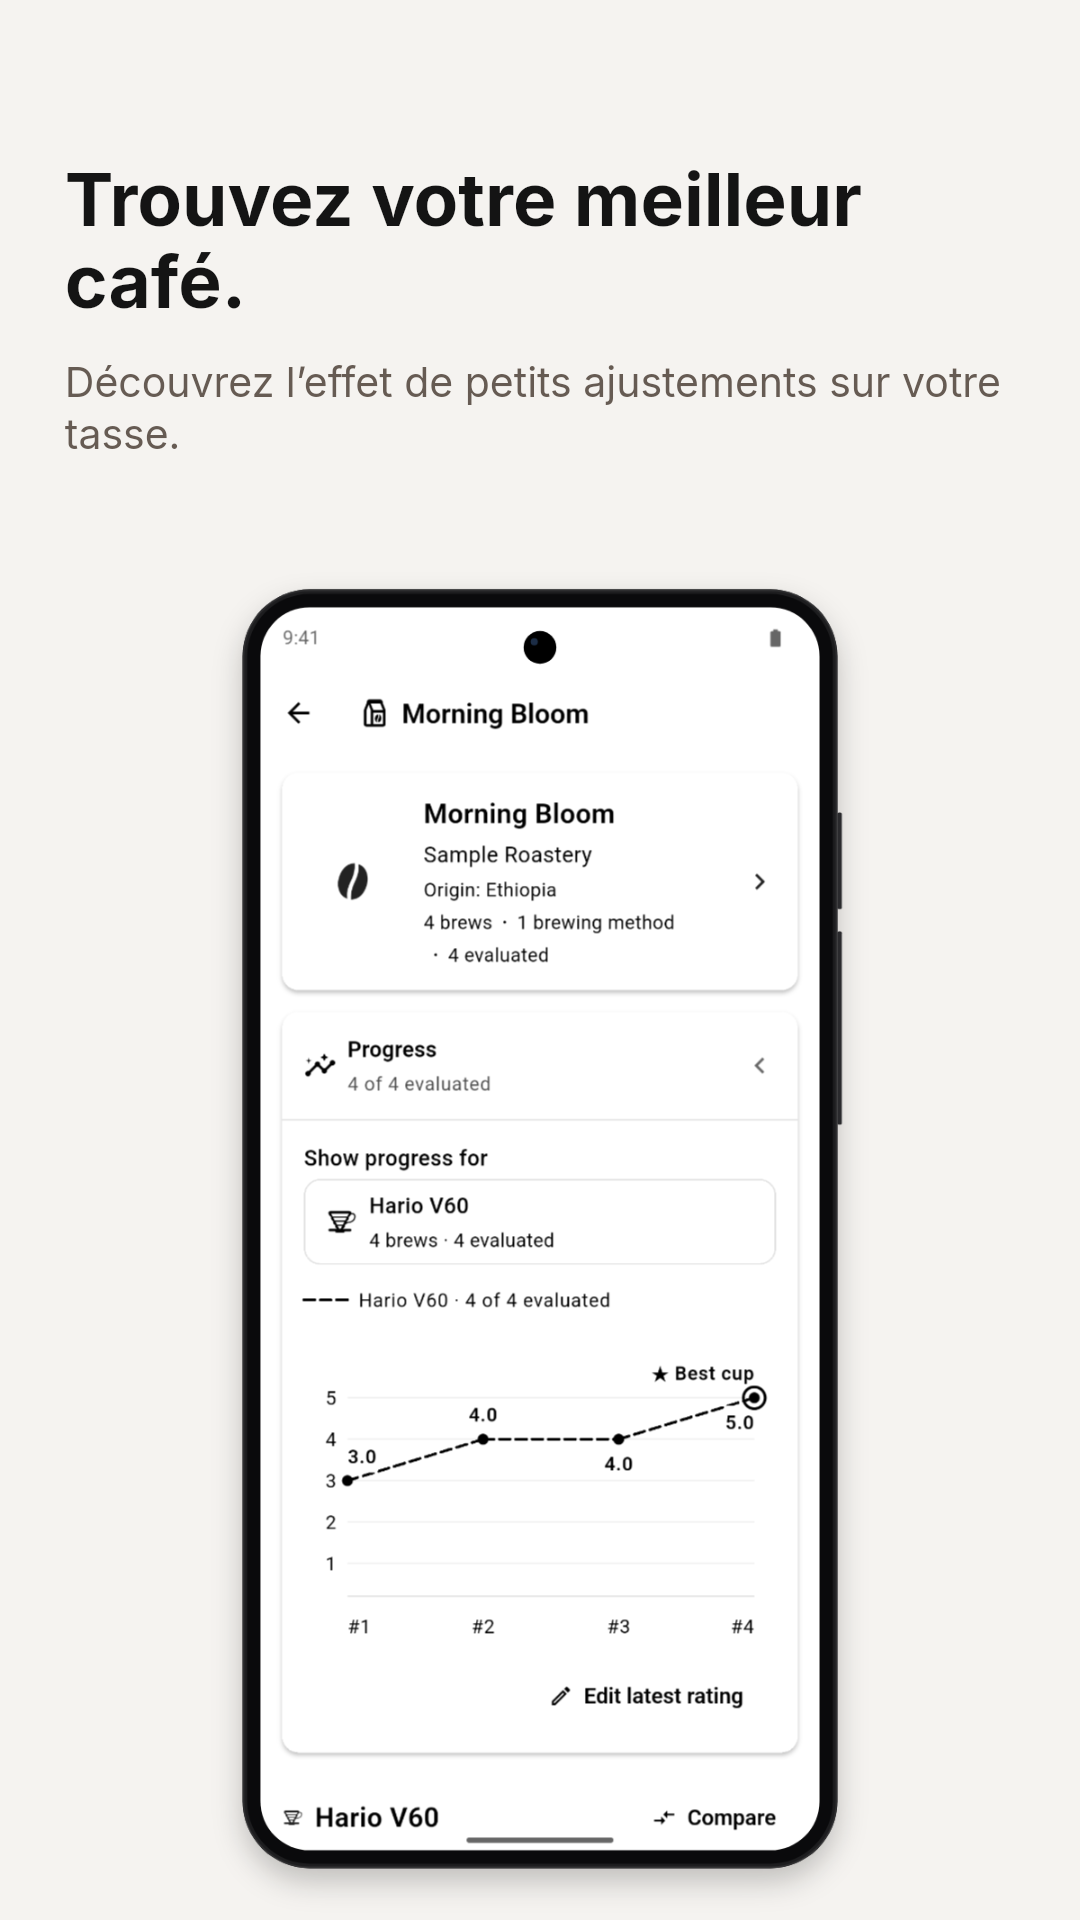 Trouvez votre meilleur
café.
Découvrez l’effet de petits ajustements sur votre
tasse.
9:41
Morning Bloom
Morning Bloom
Sample Roastery
Origin: Ethiopia
4 brews · 1 brewing method
· 4 evaluated
Progress
4 of 4 evaluated
Show progress for
Hario V60
4 brews · 4 evaluated
Hario V60 · 4 of 4 evaluated
★ Best cup
5
4.0
5.0
4
3.0
4.0
3
2
1
#1 #2 #3 #4
Edit latest rating
Hario V60 Compare